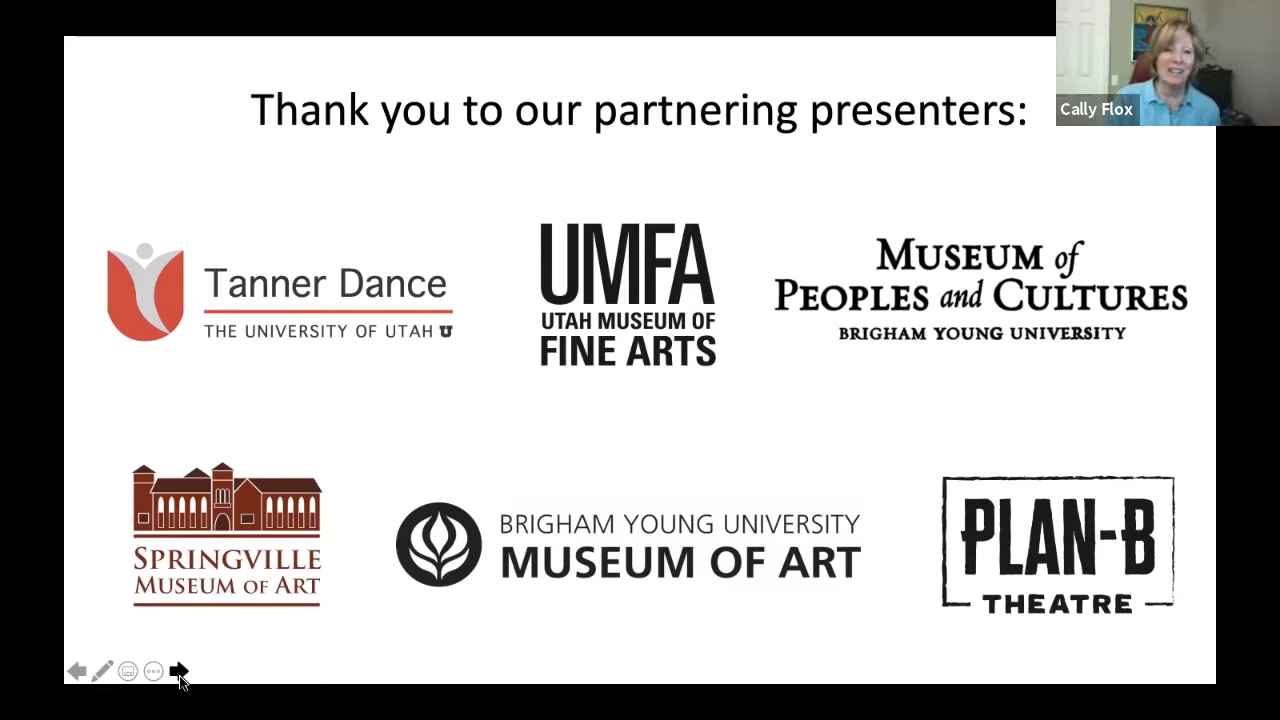 Thank you to our partnering presenters:
Cally Flox
Tanner Dance
THE UNIVERSITY OF UTAH U
UMFA
UTAH MUSEUM OF
FINE ARTS
MUSEUM of
PEOPLES and CULTURES
BRIGHAM YOUNG UNIVERSITY
SPRINGVILLE
MUSEUM OF ART
BRIGHAM YOUNG UNIVERSITY
MUSEUM OF ART
PLAN-B
THEATRE